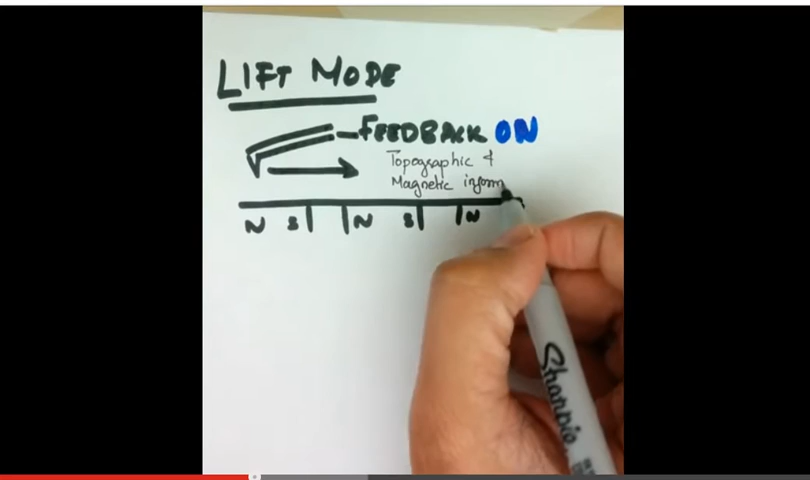 LIFT MODE
FEEDBACK ON
Topographic &
Magnetic inform
N S N S N
Sharpie